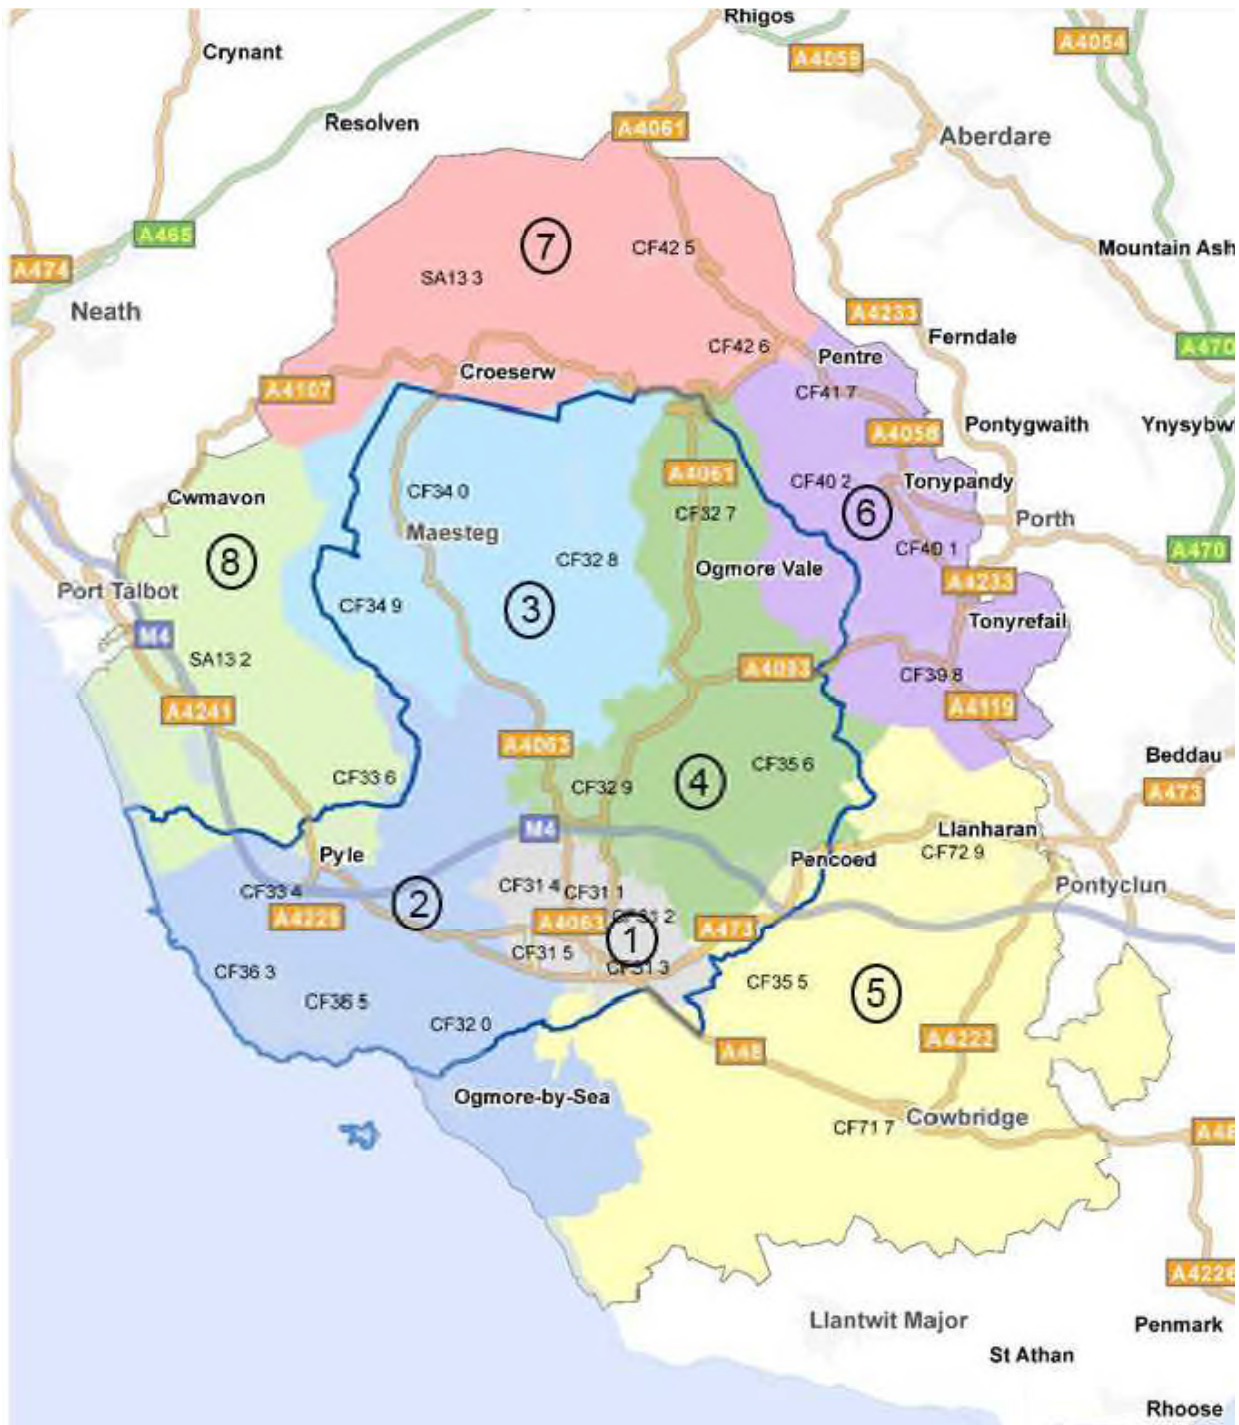 Rhigos
Crynant
A4059
A4054
Resolven
A4061
Aberdare
A465
7
CF42 5
Mountain Ash
A474
SA13 3
Neath
A4233
Ferndale
CF42 6
Pentre
A470
Croeserw
A4107
CF41 7
Pontygwaith
Ynysybw
A4058
A4061
CF40 2
Tonypandy
CF34 0
Cwmavon
CF32 7
6
Porth
Maesteg
CF40 1
A470
8
CF32 8
Ogmore Vale
A4233
Port Talbot
CF34 9
3
Tonyrefail
M4
SA13 2
A4093
CF39 8
A4241
A4119
A4063
Beddau
CF33 6
CF32 9
4
CF35 6
A473
M4
Llanharan
Pyle
Pencoed
CF72 9
CF33 4
2
CF31 4
CF31 1
Pontyclun
A4229
A4063
CF31 2
A473
1
CF31 5
CF31 3
CF36 3
CF35 5
5
CF36 5
CF32 0
A4222
A48
Ogmore-by-Sea
Cowbridge
CF71 7
A48
A4226
Llantwit Major
Penmark
St Athan
Rhoose